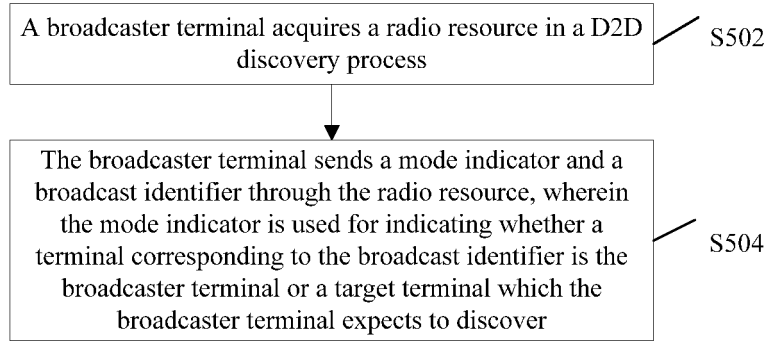 A broadcaster terminal acquires a radio resource in a D2D
discovery process
S502
The broadcaster terminal sends a mode indicator and a
broadcast identifier through the radio resource, wherein
the mode indicator is used for indicating whether a
terminal corresponding to the broadcast identifier is the
broadcaster terminal or a target terminal which the
broadcaster terminal expects to discover
S504